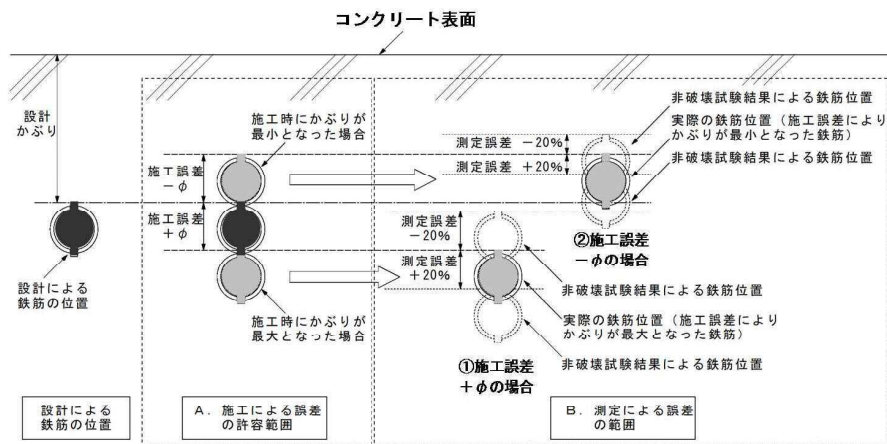 コンクリート表面
設計
かぶり
設計による
鉄筋の位置
設計による
鉄筋の位置
施工時にかぶりが
最小となった場合
施工誤差
－φ
施工誤差
＋φ
施工時にかぶりが
最大となった場合
A．施工による誤差
の許容範囲
測定誤差 －20%
測定誤差 ＋20%
非破壊試験結果による鉄筋位置
実際の鉄筋位置（施工誤差により
かぶりが最小となった鉄筋）
非破壊試験結果による鉄筋位置
②施工誤差
－φの場合
測定誤差
－20%
測定誤差
＋20%
非破壊試験結果による鉄筋位置
実際の鉄筋位置（施工誤差により
かぶりが最大となった鉄筋）
非破壊試験結果による鉄筋位置
①施工誤差
＋φの場合
B．測定による誤差
の範囲